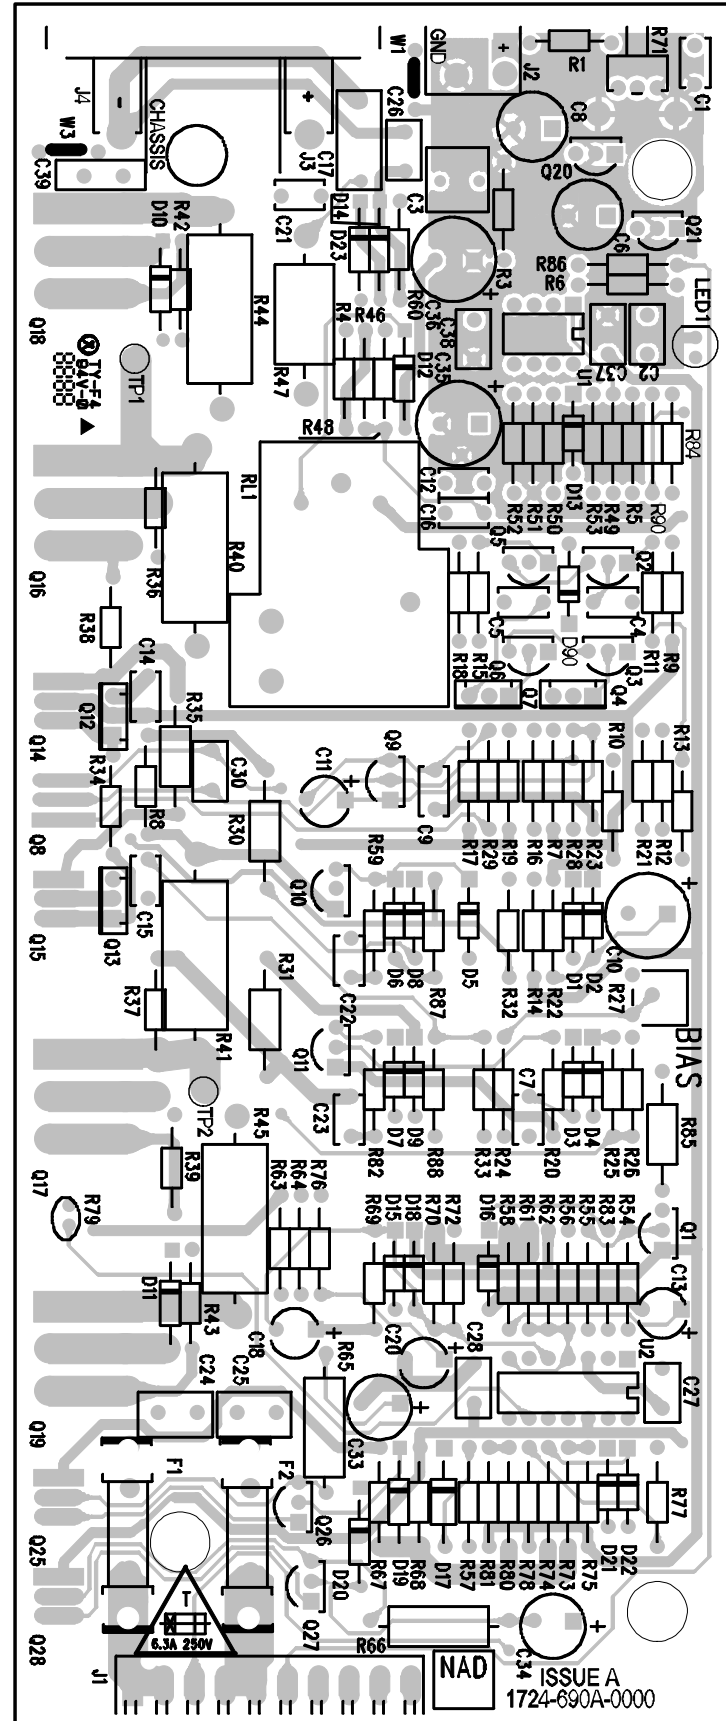 GND
+
J2
W1
R1
R71
C1
J4
-
CHASSIS
W3
C39
+
J3
C17
C26
C8
Q20
C3
C21
D14
D10
R42
D23
R60
R3
C6
Q21
R86
R6
LED1
R44
R4
R46
C36
+
C38
Q18
TY-F4
94V-0
8888
8888
TP1
R47
D12
C35
+
U1
C37
C2
R48
R84
RL1
C12
C16
R52
R51
R50
D13
R53
R49
R5
R90
R40
R36
Q5
Q2
Q16
R38
C5
D90
C4
C14
R18
R15
Q6
Q3
R11
R9
Q12
R35
Q7
Q4
Q14
R34
R8
C30
R30
C11
+
Q9
C9
R10
R13
Q8
R59
R17
R29
R19
R16
R7
R28
R23
R21
R12
Q10
+
Q15
Q13
C15
R37
R41
R31
C22
D6
D8
R87
D5
R32
R14
R22
D1
D2
C10
R27
BIAS
Q11
C23
TP2
R45
R82
D7
D9
R88
R33
R24
C7
R20
D3
D4
R25
R26
R85
R39
R63
R64
R76
Q17
R79
R69
D15
D18
R70
R72
D16
R58
R61
R62
R56
R55
R83
R54
Q1
D11
R43
C18
+
C13
+
C24
C25
R65
C20
+
C28
U2
C27
Q19
C33
+
F1
F2
Q26
R77
Q25
D20
R67
D19
R68
D17
R57
R81
R80
R78
R74
R73
R75
D21
D22
T
6.3A 250V
Q27
Q28
R66
C34
+
J1
NAD
ISSUE A
1724-690A-0000